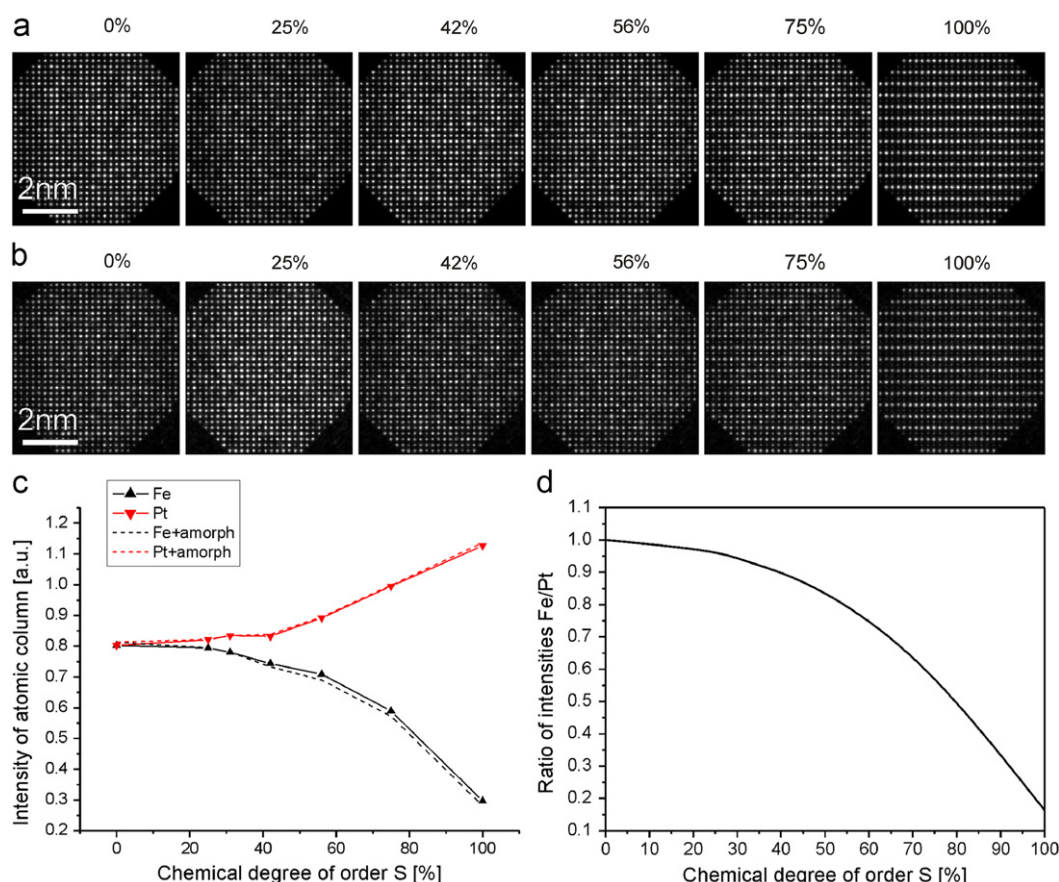 a
0% 25% 42% 56% 75% 100%
2nm
b
0% 25% 42% 56% 75% 100%
2nm
c
Fe
Pt
Fe+amorph
Pt+amorph
Intensity of atomic column [a.u.]
1.2
1.1
1.0
0.9
0.8
0.7
0.6
0.5
0.4
0.3
0.2
0 20 40 60 80 100
Chemical degree of order S [%]
d
Ratio of intensities Fe/Pt
1.1
1.0
0.9
0.8
0.7
0.6
0.5
0.4
0.3
0.2
0.1
0 10 20 30 40 50 60 70 80 90 100
Chemical degree of order S [%]